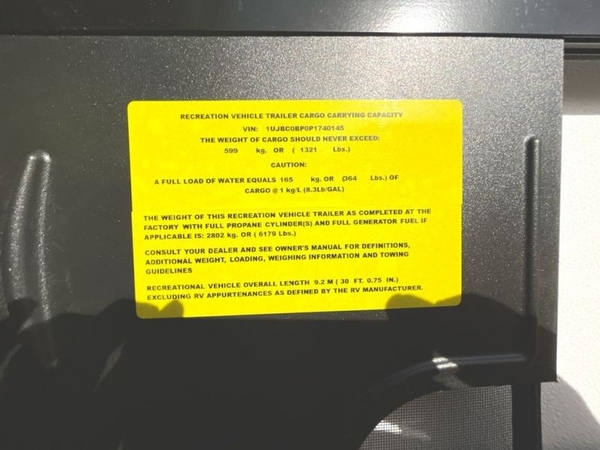 RECREATION VEHICLE TRAILER CARGO CARRYING CAPACITY
VIN: 1UJBC0BP0P1740145
THE WEIGHT OF CARGO SHOULD NEVER EXCEED:
599 kg. OR ( 1321 Lbs.)
CAUTION:
A FULL LOAD OF WATER EQUALS 165 kg. OR (364 Lbs.) OF
CARGO @ 1 kg/L (8.3Lb/GAL)
THE WEIGHT OF THIS RECREATION VEHICLE TRAILER AS COMPLETED AT THE
FACTORY WITH FULL PROPANE CYLINDER(S) AND FULL GENERATOR FUEL IF
APPLICABLE IS: 2802 kg. OR ( 6179 Lbs.)
CONSULT YOUR DEALER AND SEE OWNER'S MANUAL FOR DEFINITIONS,
ADDITIONAL WEIGHT, LOADING, WEIGHING INFORMATION AND TOWING
GUIDELINES
RECREATIONAL VEHICLE OVERALL LENGTH 9.2 M ( 30 FT. 0.75 IN.)
EXCLUDING RV APPURTENANCES AS DEFINED BY THE RV MANUFACTURER.